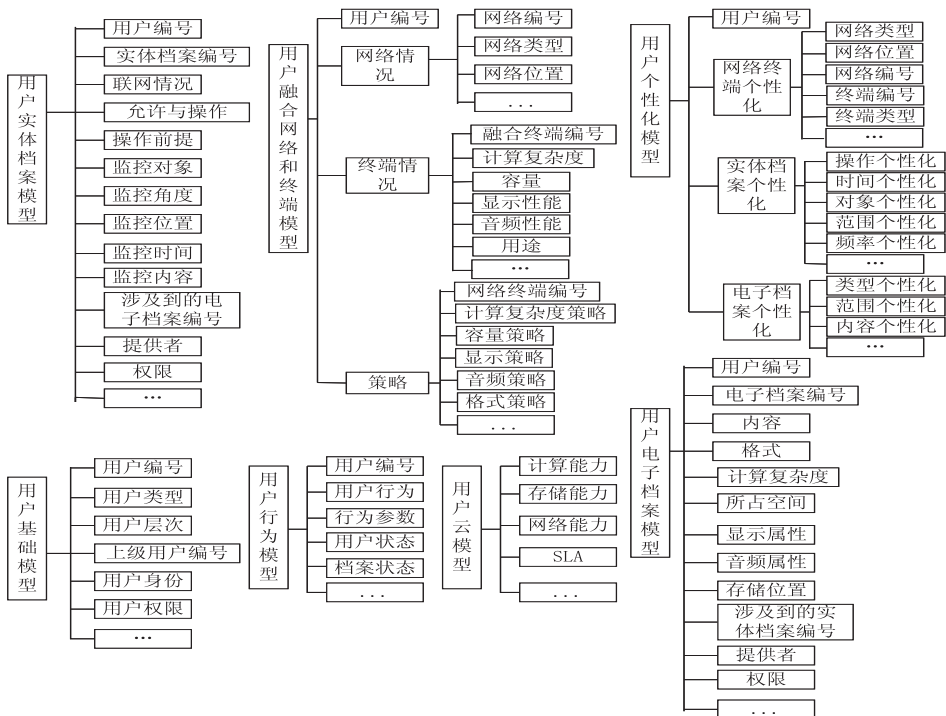 用户实体档案模型
用户编号
实体档案编号
联网情况
允许与操作
操作前提
监控对象
监控角度
监控位置
监控时间
监控内容
涉及到的电
子档案编号
提供者
权限
...
用户融合网络和终端模型
用户编号
网络情
况
网络编号
网络类型
网络位置
...
终端情况
融合终端编号
计算复杂度
容量
显示性能
音频性能
用途
...
策略
网络终端编号
计算复杂度策略
容量策略
显示策略
音频策略
格式策略
...
用户个性化模型
用户编号
网络终
端个性
化
网络类型
网络位置
网络编号
终端编号
终端类型
...
实体档
案个性
化
操作个性化
时间个性化
对象个性化
范围个性化
频率个性化
...
电子档
案个性
化
类型个性化
范围个性化
内容个性化
...
用户基础模型
用户编号
用户类型
用户层次
上级用户编号
用户身份
用户权限
...
用户行为模型
用户编号
用户行为
行为参数
用户状态
档案状态
...
用户云模型
计算能力
存储能力
网络能力
SLA
...
用户电子档案模型
用户编号
电子档案编号
内容
格式
计算复杂度
所占空间
显示属性
音频属性
存储位置
涉及到的实
体档案编号
提供者
权限
...